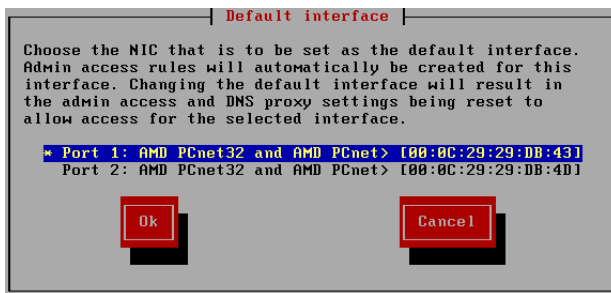 Default interface
Choose the NIC that is to be set as the default interface.
Admin access rules will automatically be created for this
interface. Changing the default interface will result in
the admin access and DNS proxy settings being reset to
allow access for the selected interface.
* Port 1: AMD PCnet32 and AMD PCnet> [00:0C:29:29:DB:43]
Port 2: AMD PCnet32 and AMD PCnet> [00:0C:29:29:DB:4D]
Ok Cancel